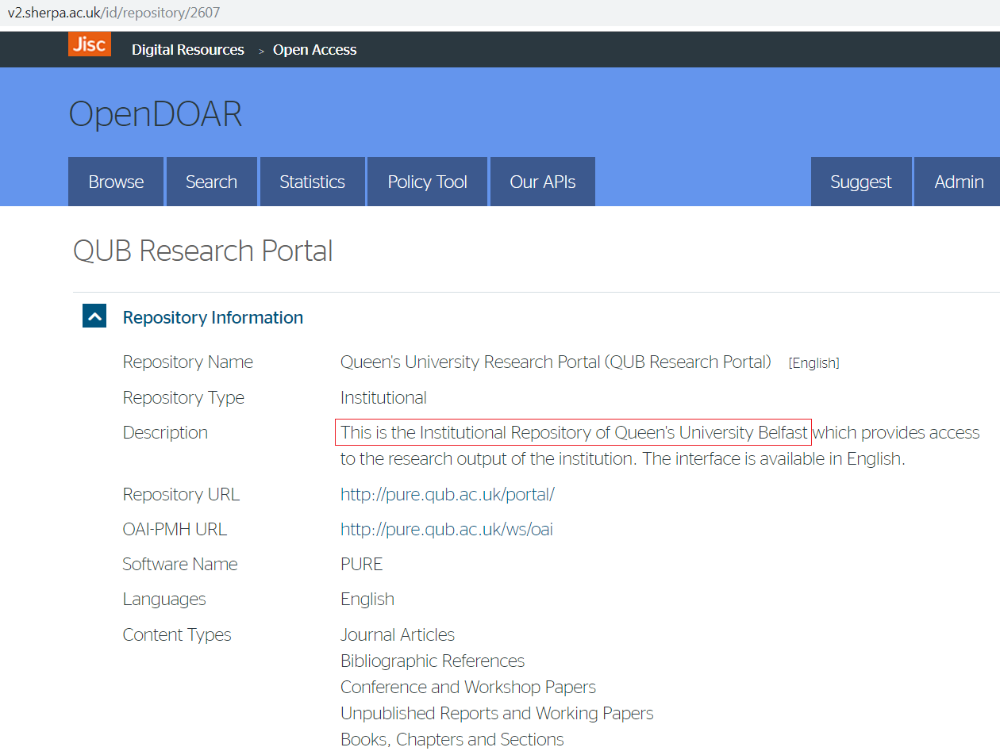 v2.sherpa.ac.uk/id/repository/2607
Jisc Digital Resources > Open Access
OpenDOAR
Browse Search Statistics Policy Tool Our APIs Suggest Admin
QUB Research Portal
Repository Information
Repository Name Queen's University Research Portal (QUB Research Portal) [English]
Repository Type Institutional
Description This is the Institutional Repository of Queen's University Belfast which provides access
to the research output of the institution. The interface is available in English.
Repository URL http://pure.qub.ac.uk/portal/
OAI-PMH URL http://pure.qub.ac.uk/ws/oai
Software Name PURE
Languages English
Content Types Journal Articles
Bibliographic References
Conference and Workshop Papers
Unpublished Reports and Working Papers
Books, Chapters and Sections